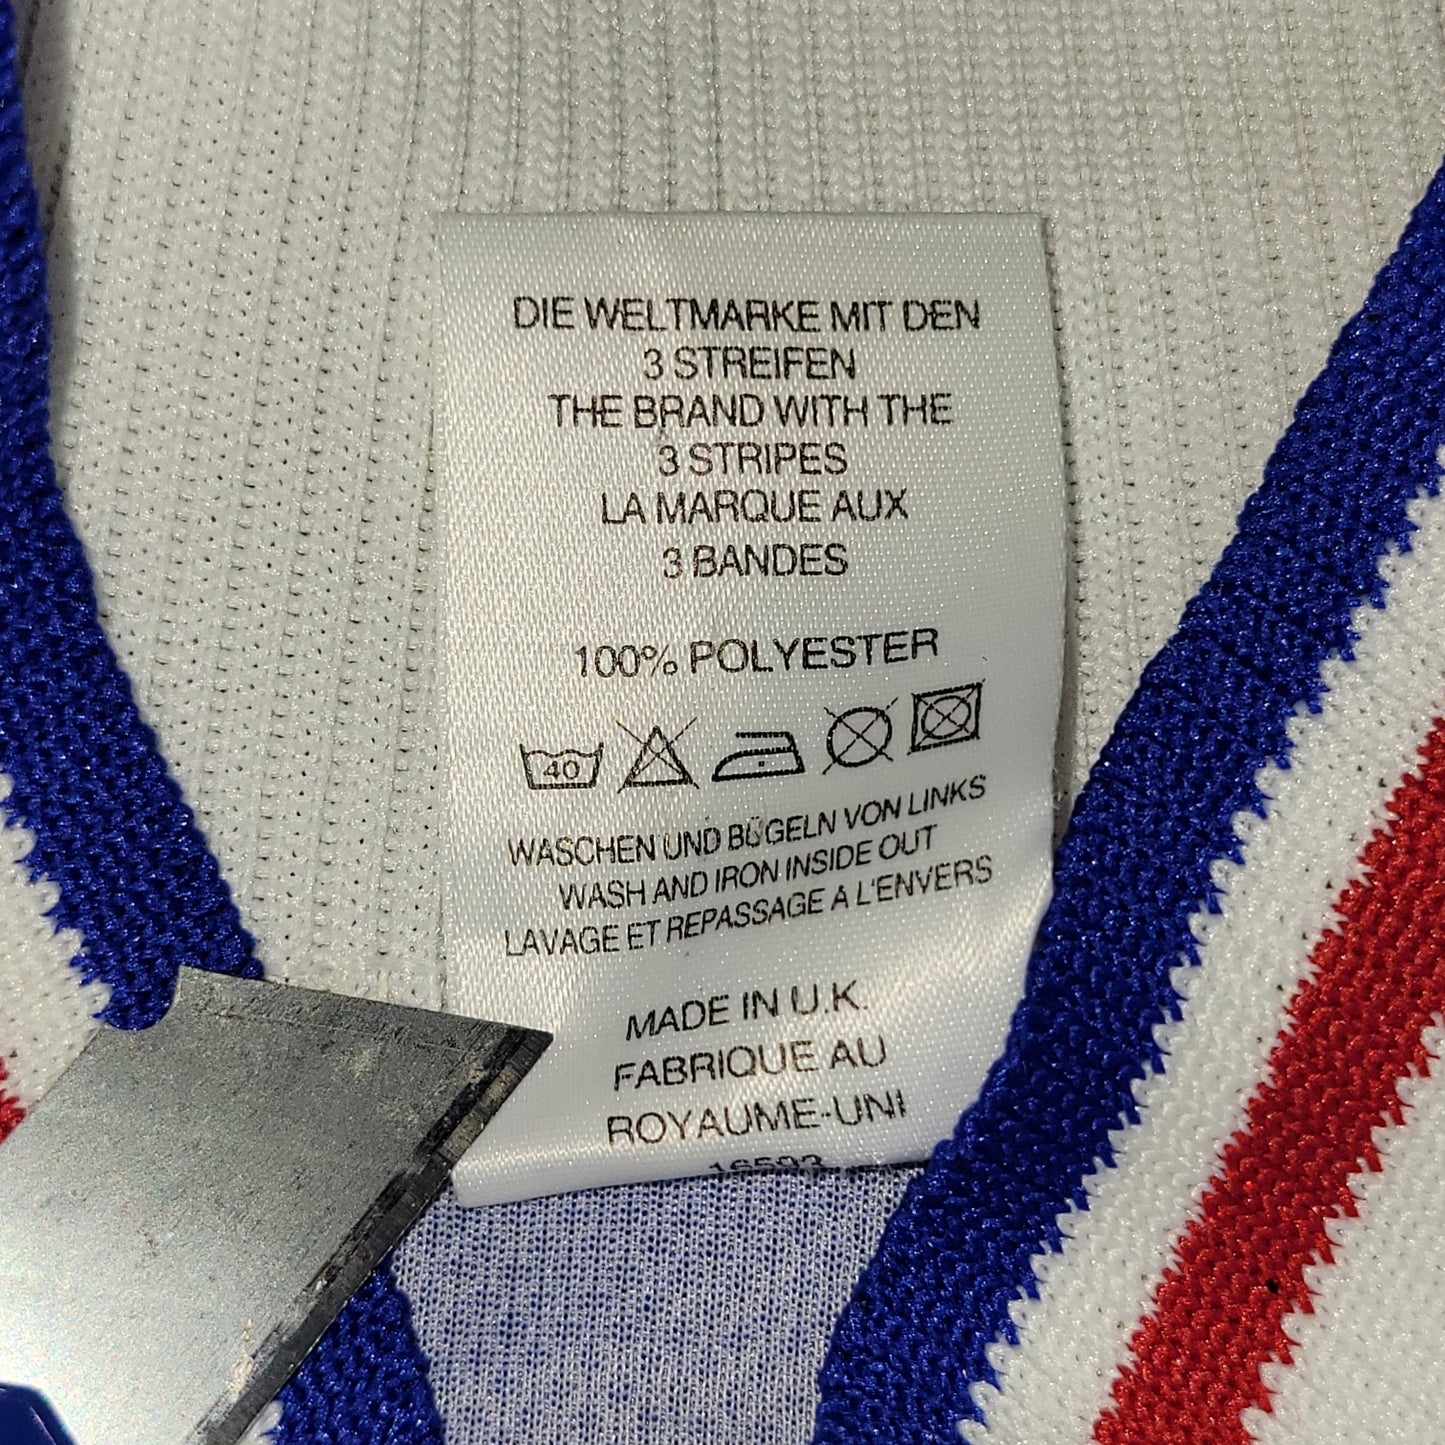 DIE WELTMARKE MIT DEN
3 STREIFEN
THE BRAND WITH THE
3 STRIPES
LA MARQUE AUX
3 BANDES
100% POLYESTER
40
WASCHEN UND BÜGELN VON LINKS
WASH AND IRON INSIDE OUT
LAVAGE ET REPASSAGE A L'ENVERS
MADE IN U.K.
FABRIQUE AU
ROYAUME-UNI